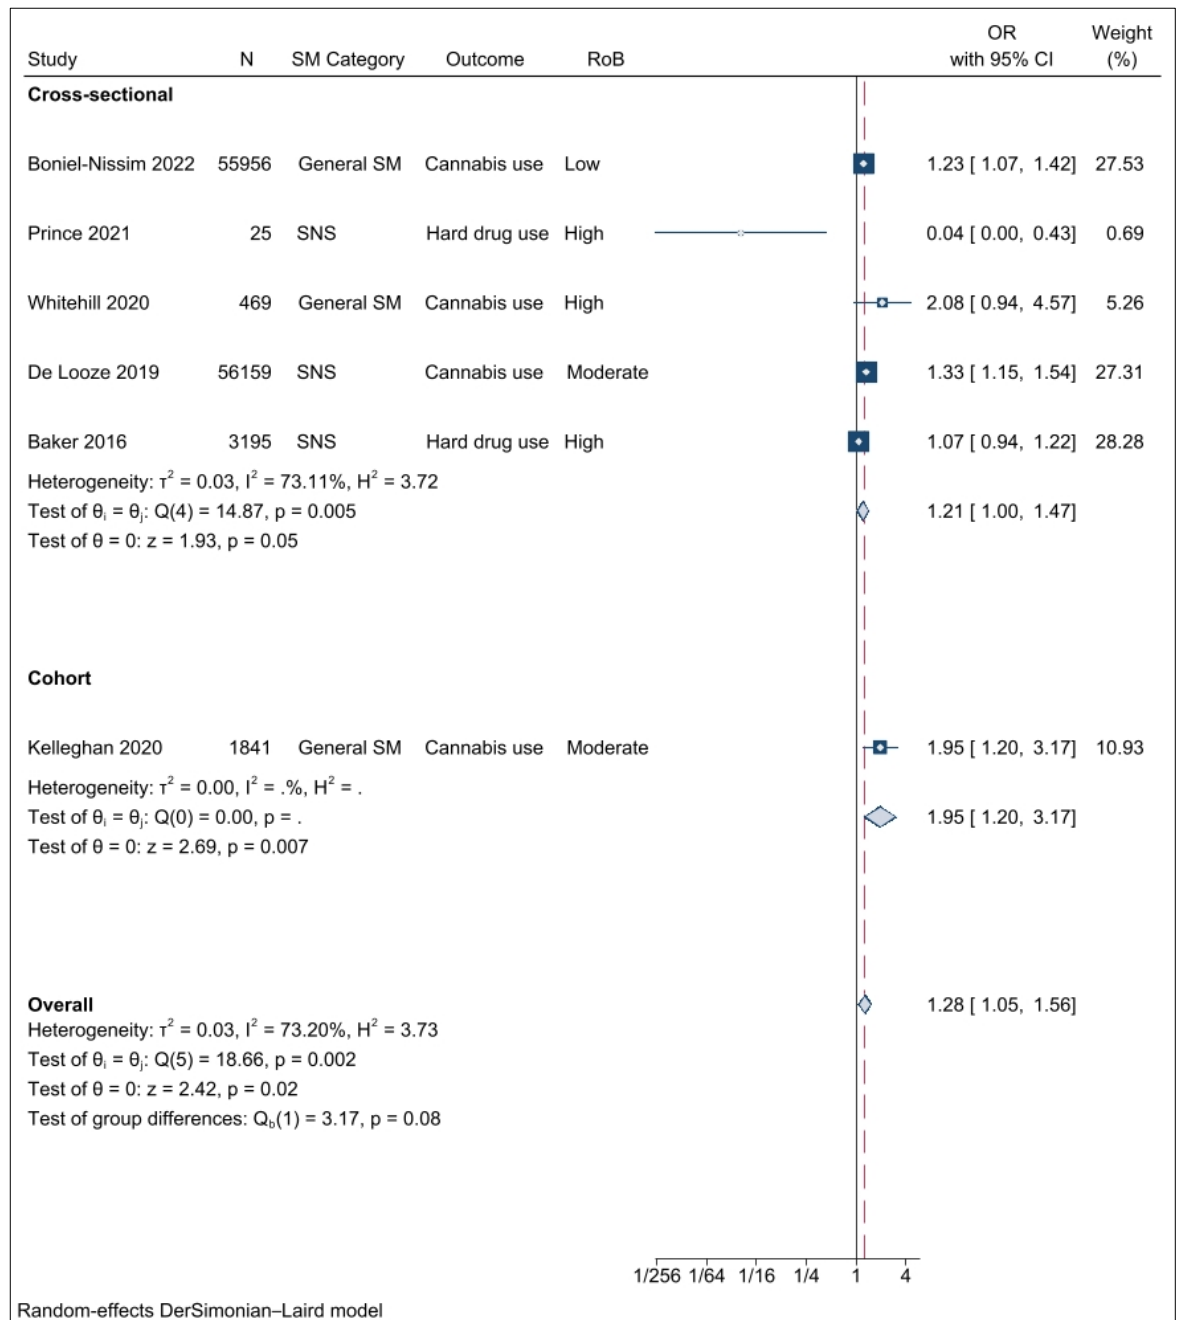 OR Weight
Study N SM Category Outcome RoB with 95% CI (%)
Cross-sectional
Boniel-Nissim 2022 55956 General SM Cannabis use Low 1.23 [ 1.07, 1.42] 27.53
Prince 2021 25 SNS Hard drug use High 0.04 [ 0.00, 0.43] 0.69
Whitehill 2020 469 General SM Cannabis use High 2.08 [ 0.94, 4.57] 5.26
De Looze 2019 56159 SNS Cannabis use Moderate 1.33 [ 1.15, 1.54] 27.31
Baker 2016 3195 SNS Hard drug use High 1.07 [ 0.94, 1.22] 28.28
Heterogeneity: τ² = 0.03, I² = 73.11%, H² = 3.72
Test of θᵢ = θⱼ: Q(4) = 14.87, p = 0.005 1.21 [ 1.00, 1.47]
Test of θ = 0: z = 1.93, p = 0.05
Cohort
Kelleghan 2020 1841 General SM Cannabis use Moderate 1.95 [ 1.20, 3.17] 10.93
Heterogeneity: τ² = 0.00, I² = .%, H² = .
Test of θᵢ = θⱼ: Q(0) = 0.00, p = . 1.95 [ 1.20, 3.17]
Test of θ = 0: z = 2.69, p = 0.007
Overall 1.28 [ 1.05, 1.56]
Heterogeneity: τ² = 0.03, I² = 73.20%, H² = 3.73
Test of θᵢ = θⱼ: Q(5) = 18.66, p = 0.002
Test of θ = 0: z = 2.42, p = 0.02
Test of group differences: Q_b(1) = 3.17, p = 0.08
1/256 1/64 1/16 1/4 1 4
Random-effects DerSimonian–Laird model